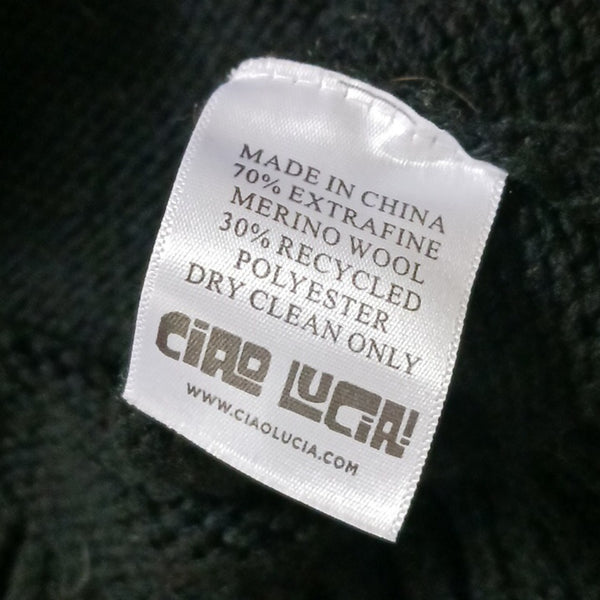 MADE IN CHINA
70% EXTRAFINE
MERINO WOOL
30% RECYCLED
POLYESTER
DRY CLEAN ONLY
CIAO LUCIA!
WWW.CIAOLUCIA.COM